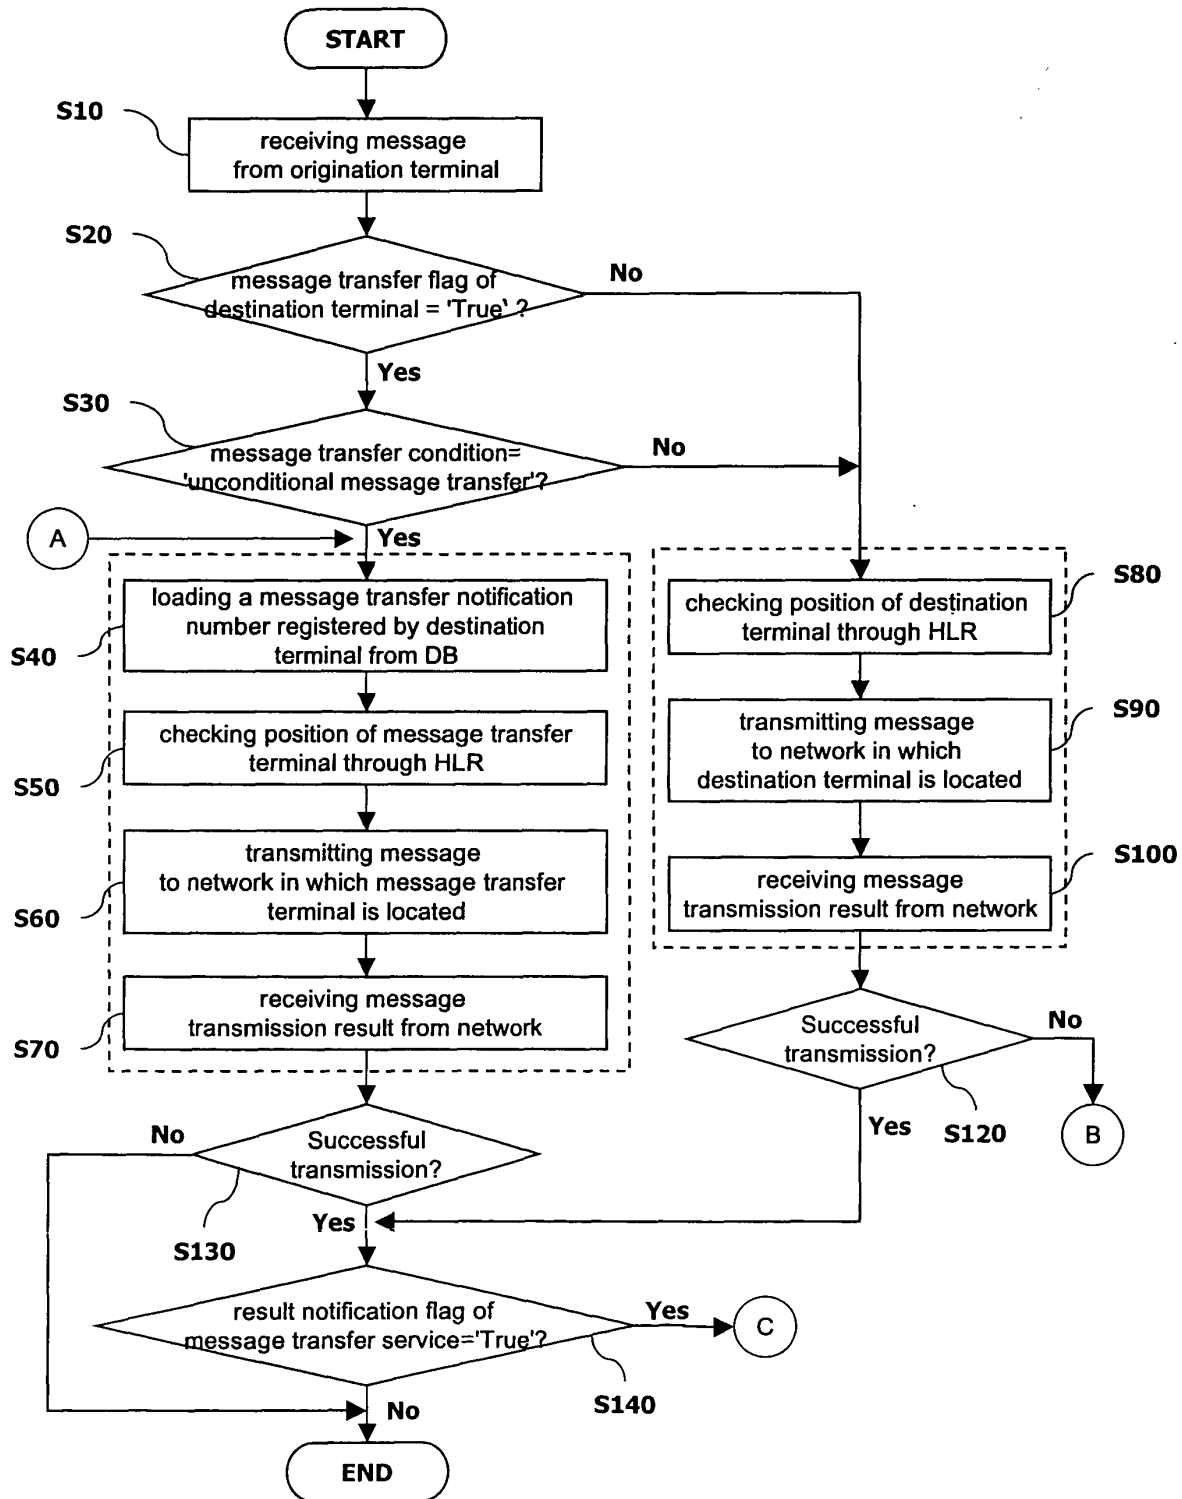 START
S10
receiving message
from origination terminal
S20
message transfer flag of
destination terminal = 'True' ?
No
Yes
S30
message transfer condition=
'unconditional message transfer'?
No
Yes
A
S40
loading a message transfer notification
number registered by destination
terminal from DB
S50
checking position of message transfer
terminal through HLR
S60
transmitting message
to network in which message transfer
terminal is located
S70
receiving message
transmission result from network
S80
checking position of destination
terminal through HLR
S90
transmitting message
to network in which
destination terminal is located
S100
receiving message
transmission result from network
Successful
transmission?
No
Yes
S120
B
No
Successful
transmission?
Yes
S130
result notification flag of
message transfer service='True'?
Yes
C
S140
No
END